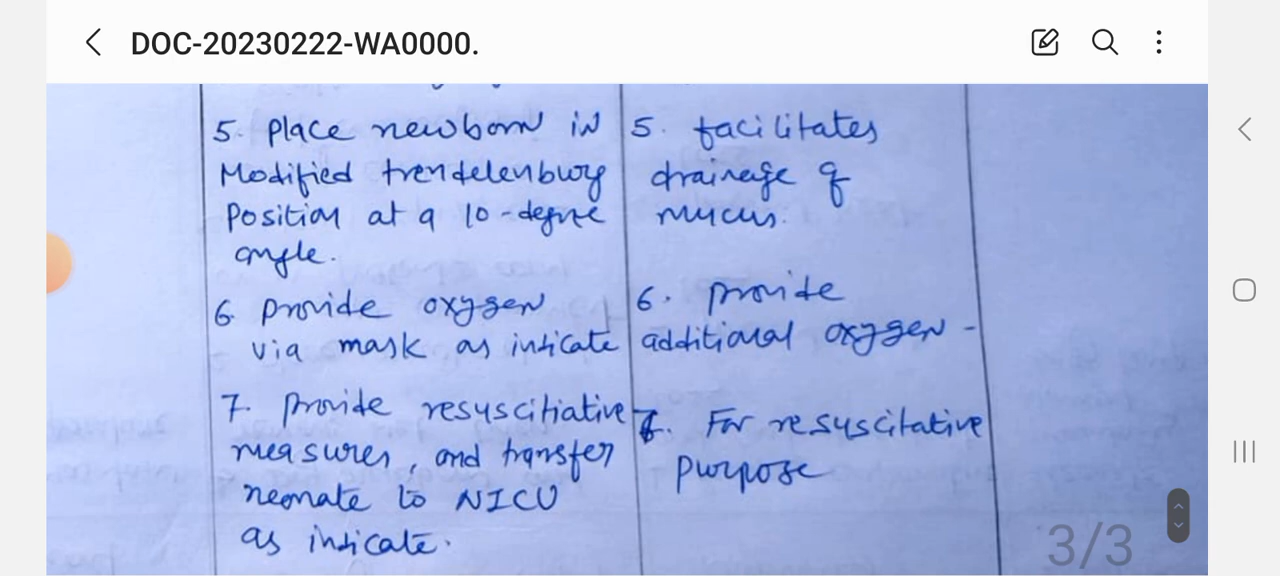 DOC-20230222-WA0000.
5. Place newborn in
Modified trendelenburg
Position at a 10-degree
angle.
6. Provide oxygen
via mask as indicate
7. Provide resuscitiative
measures, and transfer
neonate to NICU
as indicate.
5. facilitates
drainage of
mucus.
6. provide
additional oxygen -
7. For resuscitative
purpose
3/3